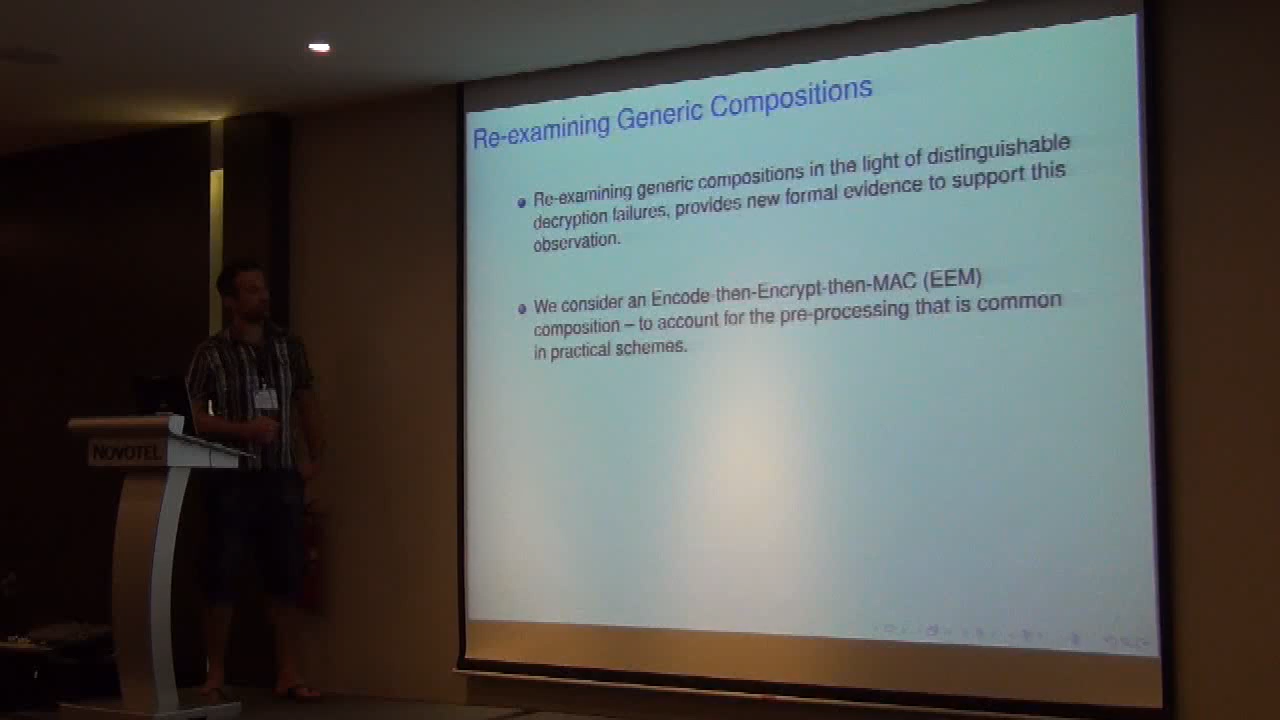 Re-examining Generic Compositions
Re-examining generic compositions in the light of distinguishable
decryption failures, provides new formal evidence to support this
observation.
We consider an Encode-then-Encrypt-then-MAC (EEM)
composition – to account for the pre-processing that is common
in practical schemes.
NOVOTEL